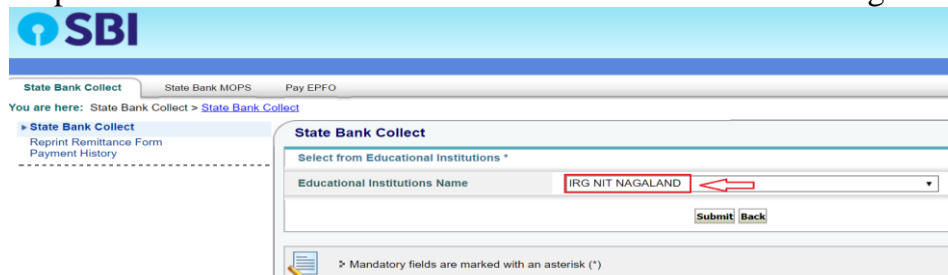 SBI
State Bank Collect State Bank MOPS Pay EPFO
You are here: State Bank Collect > State Bank Collect
State Bank Collect
Reprint Remittance Form
Payment History
State Bank Collect
Select from Educational Institutions *
Educational Institutions Name IRG NIT NAGALAND
Submit Back
Mandatory fields are marked with an asterisk (*)